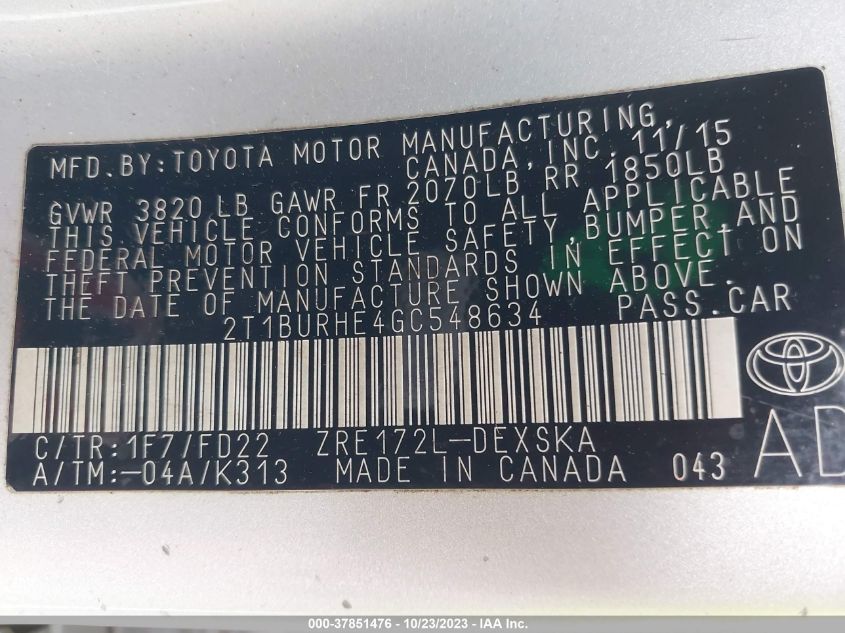 MFD.BY:TOYOTA MOTOR MANUFACTURING,
CANADA, INC. 11/15
GVWR 3820 LB GAWR FR 2070LB RR 1850LB
THIS VEHICLE CONFORMS TO ALL APPLICABLE
FEDERAL MOTOR VEHICLE SAFETY, BUMPER, AND
THEFT PREVENTION STANDARDS IN EFFECT ON
THE DATE OF MANUFACTURE SHOWN ABOVE.
2T1BURHE4GC548634 PASS.CAR
C/TR:1F7/FD22 ZRE172L-DEXSKA
A/TM:-04A/K313 MADE IN CANADA 043 AD
000-37851476 - 10/23/2023 - IAA Inc.